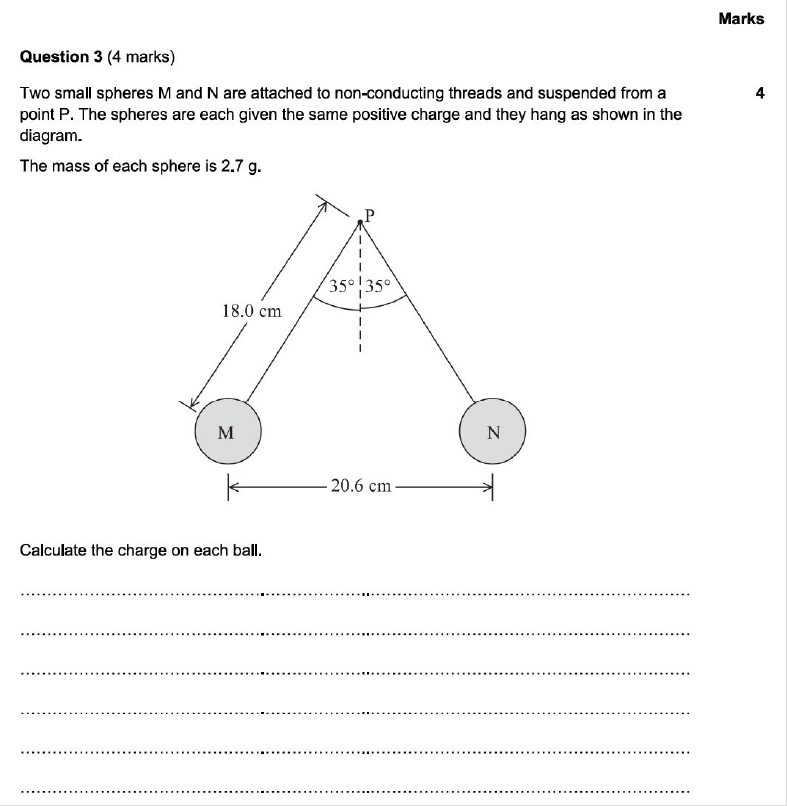 Marks
Question 3 (4 marks)
Two small spheres M and N are attached to non-conducting threads and suspended from a 4
point P. The spheres are each given the same positive charge and they hang as shown in the
diagram.
The mass of each sphere is 2.7 g.
P
35° 35°
18.0 cm
M N
20.6 cm
Calculate the charge on each ball.